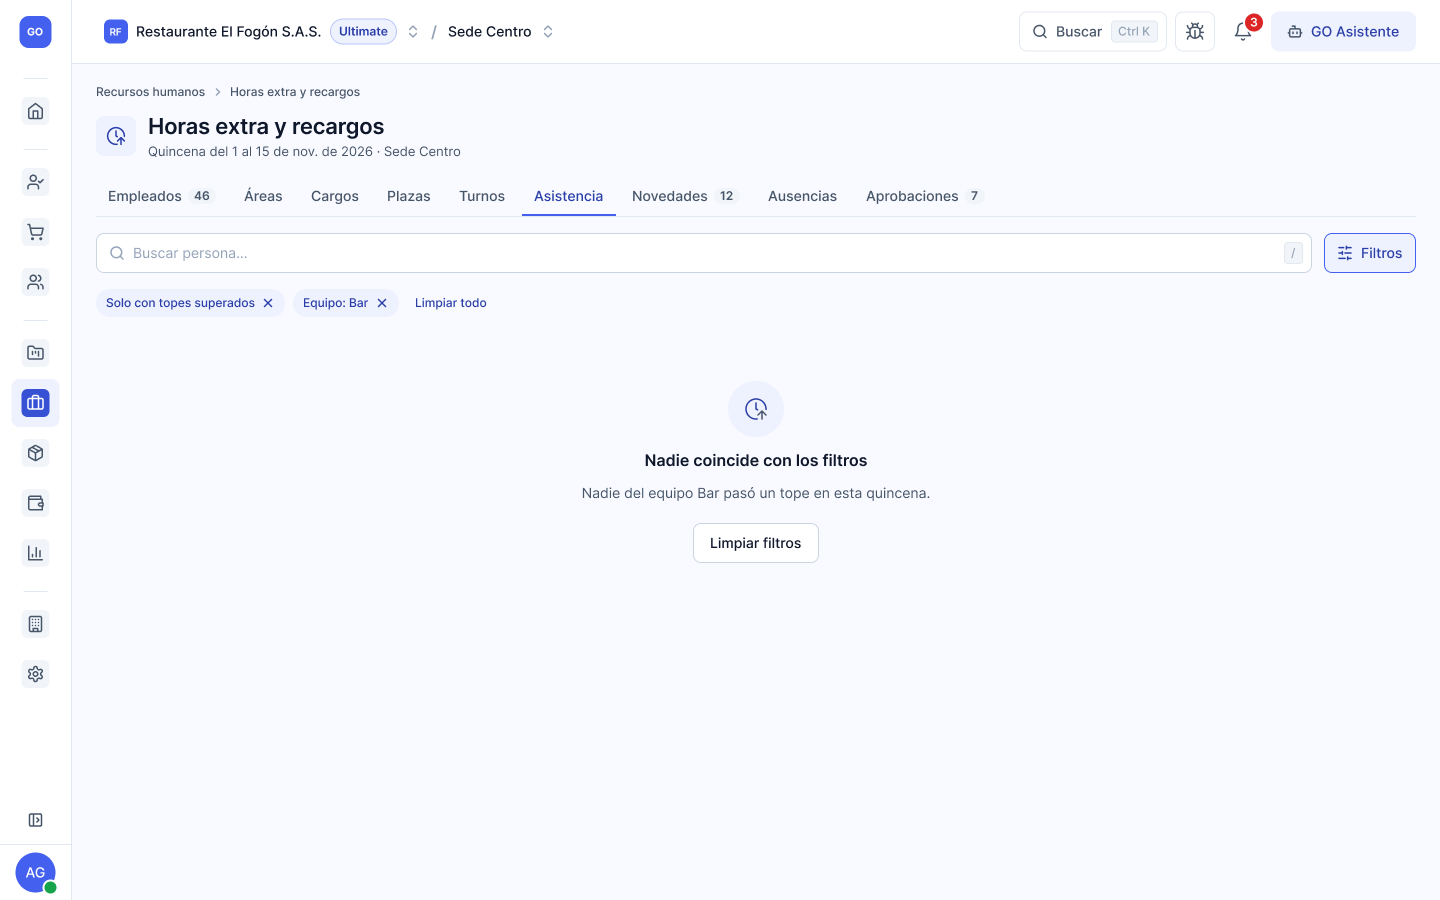 GO
RF Restaurante El Fogón S.A.S. Ultimate / Sede Centro
Buscar Ctrl K
3
GO Asistente
Recursos humanos > Horas extra y recargos
Horas extra y recargos
Quincena del 1 al 15 de nov. de 2026 · Sede Centro
Empleados 46 Áreas Cargos Plazas Turnos Asistencia Novedades 12 Ausencias Aprobaciones 7
Buscar persona... /
Filtros
Solo con topes superados Equipo: Bar Limpiar todo
Nadie coincide con los filtros
Nadie del equipo Bar pasó un tope en esta quincena.
Limpiar filtros
AG